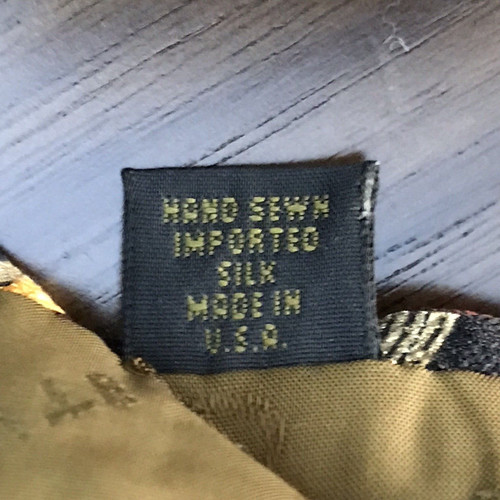 HAND SEWN
IMPORTED
SILK
MADE IN
U.S.A.